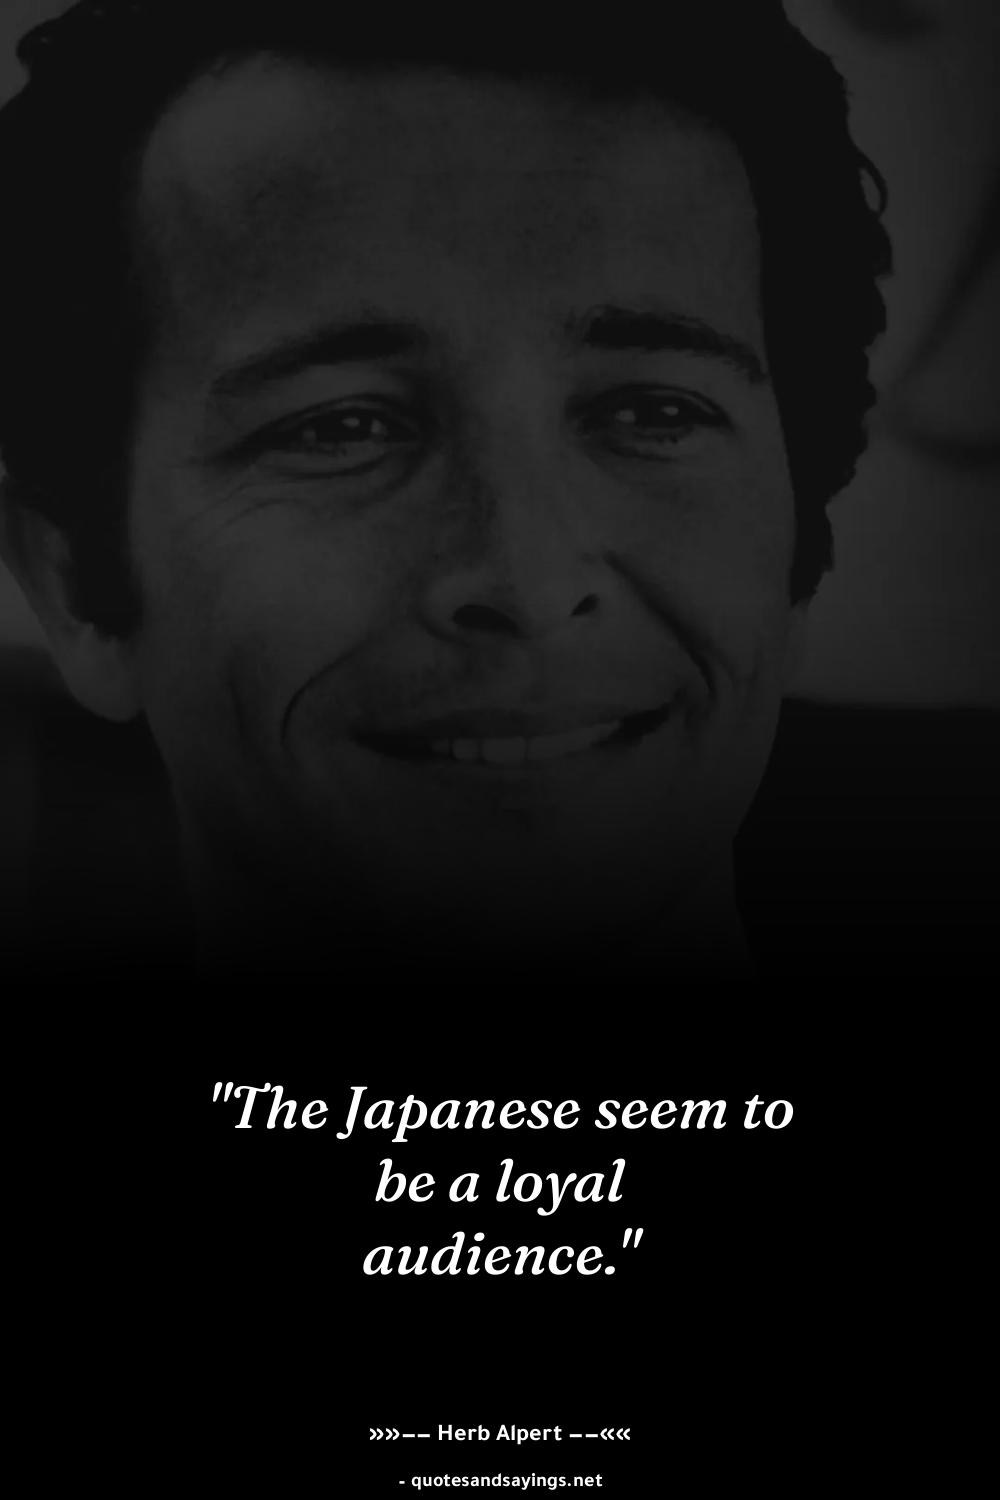 "The Japanese seem to
be a loyal
audience."
»»–– Herb Alpert ––««
- quotesandsayings.net